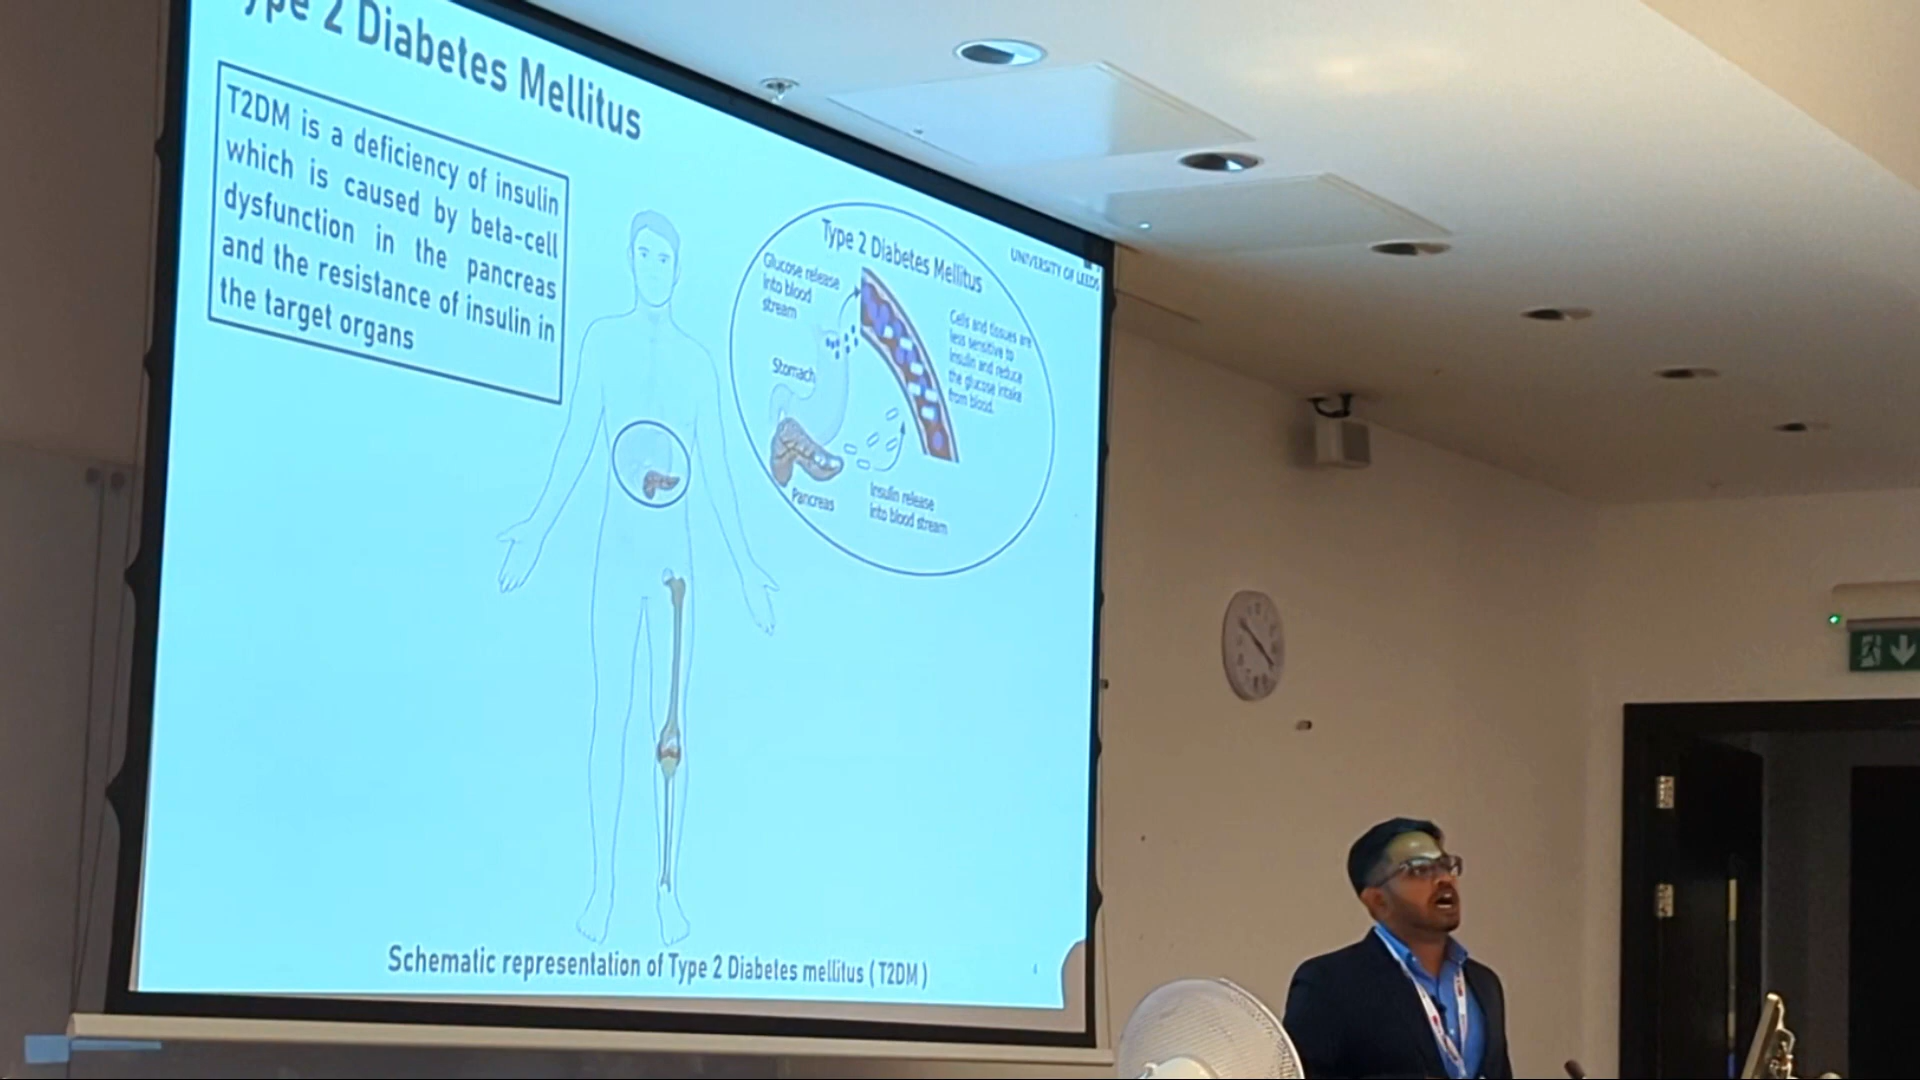 Type 2 Diabetes Mellitus
T2DM is a deficiency of insulin
which is caused by beta-cell
dysfunction in the pancreas
and the resistance of insulin in
the target organs
Type 2 Diabetes Mellitus
UNIVERSITY OF LEEDS
Glucose release
into blood
stream
Cells and tissues are
less sensitive to
insulin and reduce
the glucose intake
from blood.
Stomach
Pancreas
Insulin release
into blood stream
Schematic representation of Type 2 Diabetes mellitus ( T2DM )